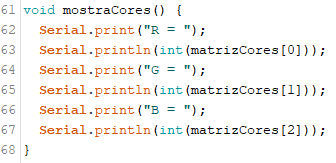 61 void mostraCores() {
62   Serial.print("R = ");
63   Serial.println(int(matrizCores[0]));
64   Serial.print("G = ");
65   Serial.println(int(matrizCores[1]));
66   Serial.print("B = ");
67   Serial.println(int(matrizCores[2]));
68 }